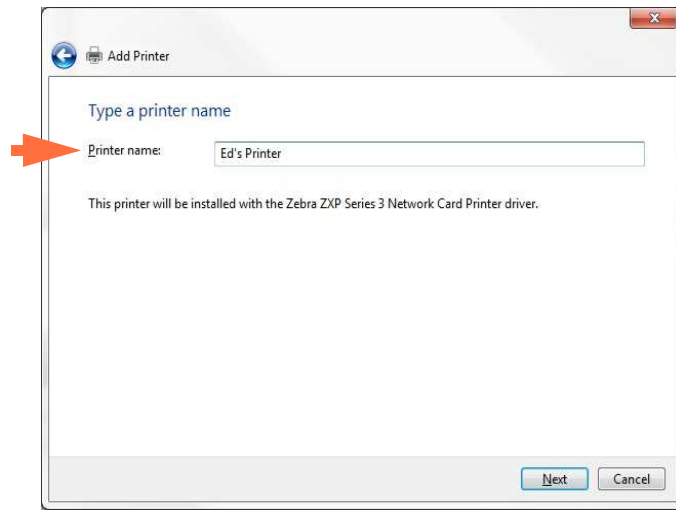 Add Printer
Type a printer name
Printer name: Ed's Printer
This printer will be installed with the Zebra ZXP Series 3 Network Card Printer driver.
Next Cancel